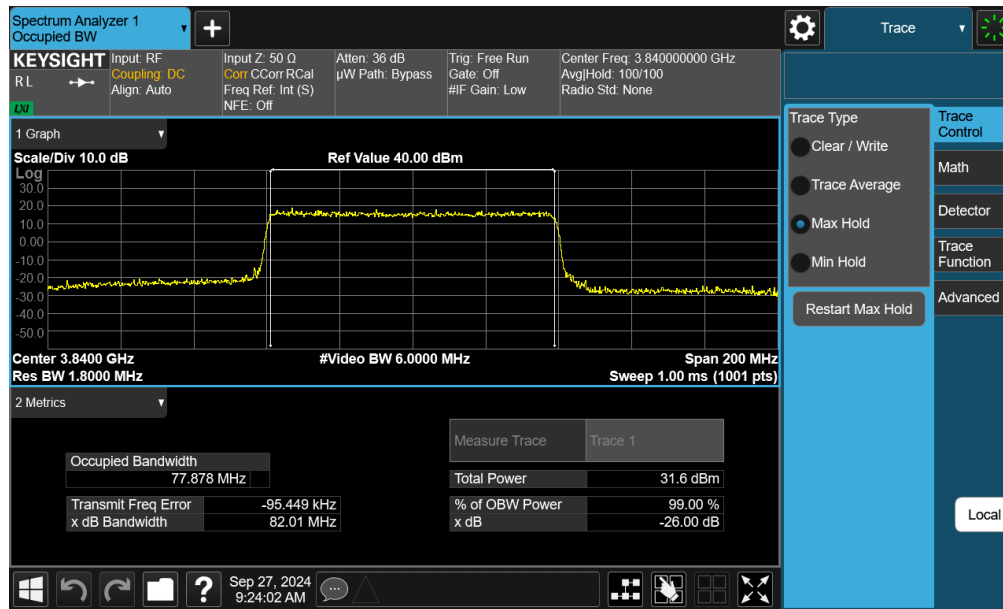 Spectrum Analyzer 1
Occupied BW
Trace
KEYSIGHT
RL
LXI
Input: RF
Coupling: DC
Align: Auto
Input Z: 50 Ω
Corr CCorr RCal
Freq Ref: Int (S)
NFE: Off
Atten: 36 dB
µW Path: Bypass
Trig: Free Run
Gate: Off
#IF Gain: Low
Center Freq: 3.840000000 GHz
Avg|Hold: 100/100
Radio Std: None
1 Graph
Scale/Div 10.0 dB
Ref Value 40.00 dBm
Log
30.0
20.0
10.0
0.00
-10.0
-20.0
-30.0
-40.0
-50.0
Center 3.8400 GHz
#Video BW 6.0000 MHz
Span 200 MHz
Res BW 1.8000 MHz
Sweep 1.00 ms (1001 pts)
2 Metrics
Measure Trace
Trace 1
Occupied Bandwidth
77.878 MHz
Total Power
31.6 dBm
Transmit Freq Error
-95.449 kHz
% of OBW Power
99.00 %
x dB Bandwidth
82.01 MHz
x dB
-26.00 dB
Trace Type
Clear / Write
Trace Average
Max Hold
Min Hold
Restart Max Hold
Trace
Control
Math
Detector
Trace
Function
Advanced
Local
?
Sep 27, 2024
9:24:02 AM